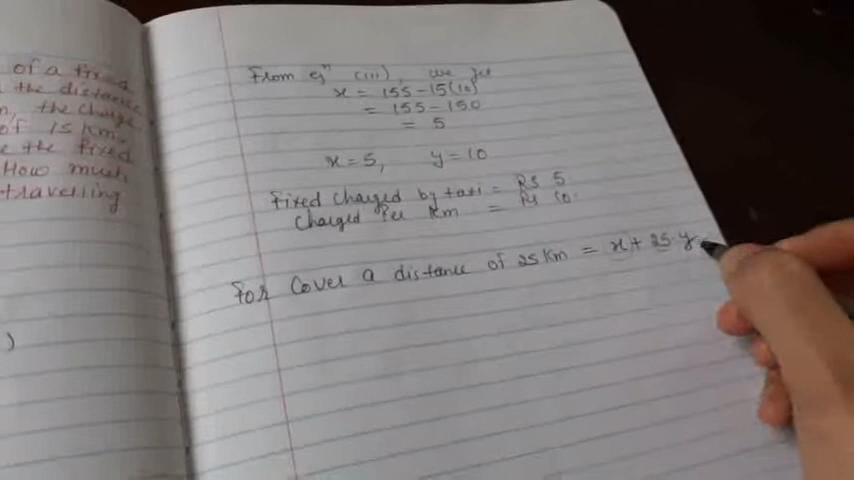 of a fixed
the distance
the charge
of 15 km.
the fixed
How much
travelling
)
From eqn (iii), we get
x = 155 - 15(10)
= 155 - 150
= 5
x = 5, y = 10
Fixed Charged by taxi = Rs 5
Charged Per Km = Rs 10.
For Cover a distance of 25 Km = x + 25 y